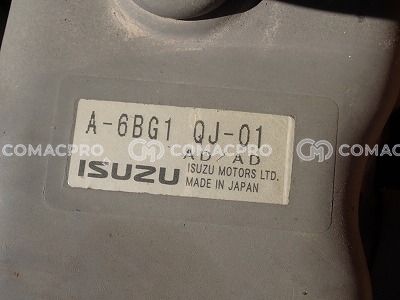 A-6BG1 QJ-01
AD/AD
ISUZU
ISUZU MOTORS LTD.
MADE IN JAPAN
COMACPRO COMACPRO COMACPRO